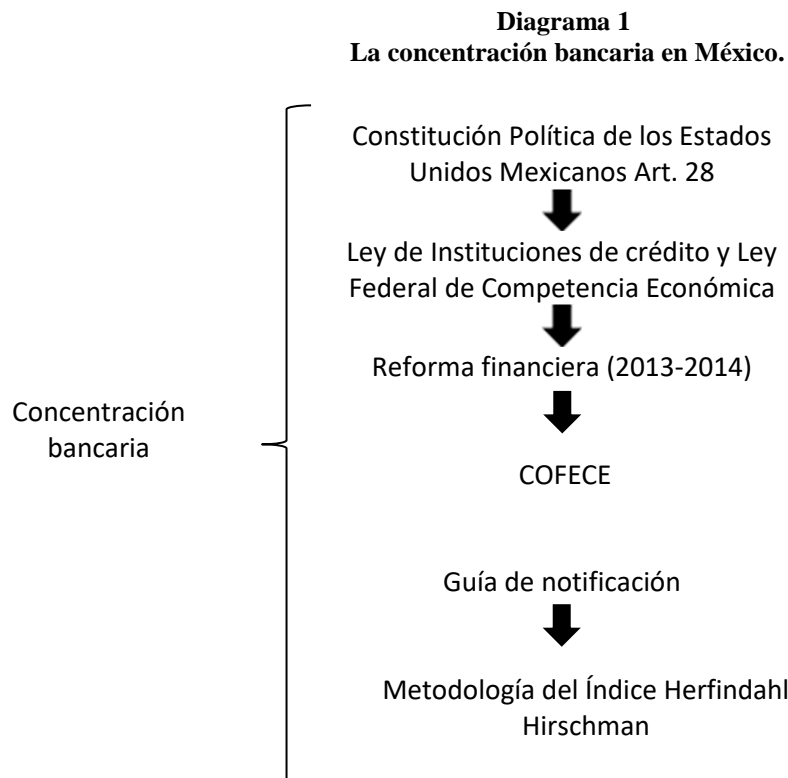 Diagrama 1
La concentración bancaria en México.
Constitución Política de los Estados
Unidos Mexicanos Art. 28
Ley de Instituciones de crédito y Ley
Federal de Competencia Económica
Reforma financiera (2013-2014)
Concentración
bancaria
COFECE
Guía de notificación
Metodología del Índice Herfindahl
Hirschman